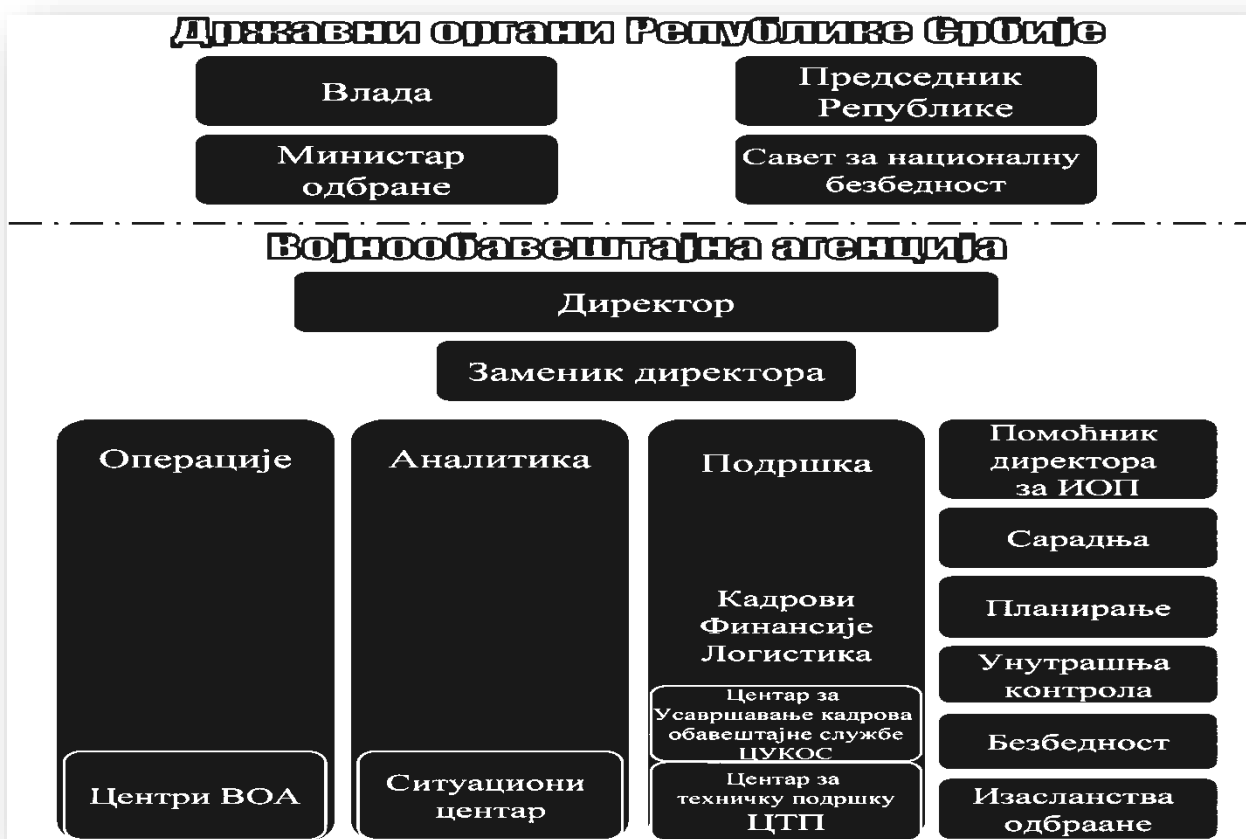 Државни органи Републике Србије
Влада
Председник
Републике
Министар
одбране
Савет за националну
безбедност
Војнообавештајна агенција
Директор
Заменик директора
Операције
Центри ВОА
Аналитика
Ситуациони
центар
Подршка
Кадрови
Финансије
Логистика
Центар за
Усавршавање кадрова
обавештајне службе
ЦУКОС
Центар за
техничку подршку
ЦТП
Помоћник
директора
за ИОП
Сарадња
Планирање
Унутрашња
контрола
Безбедност
Изасланства
одбраане